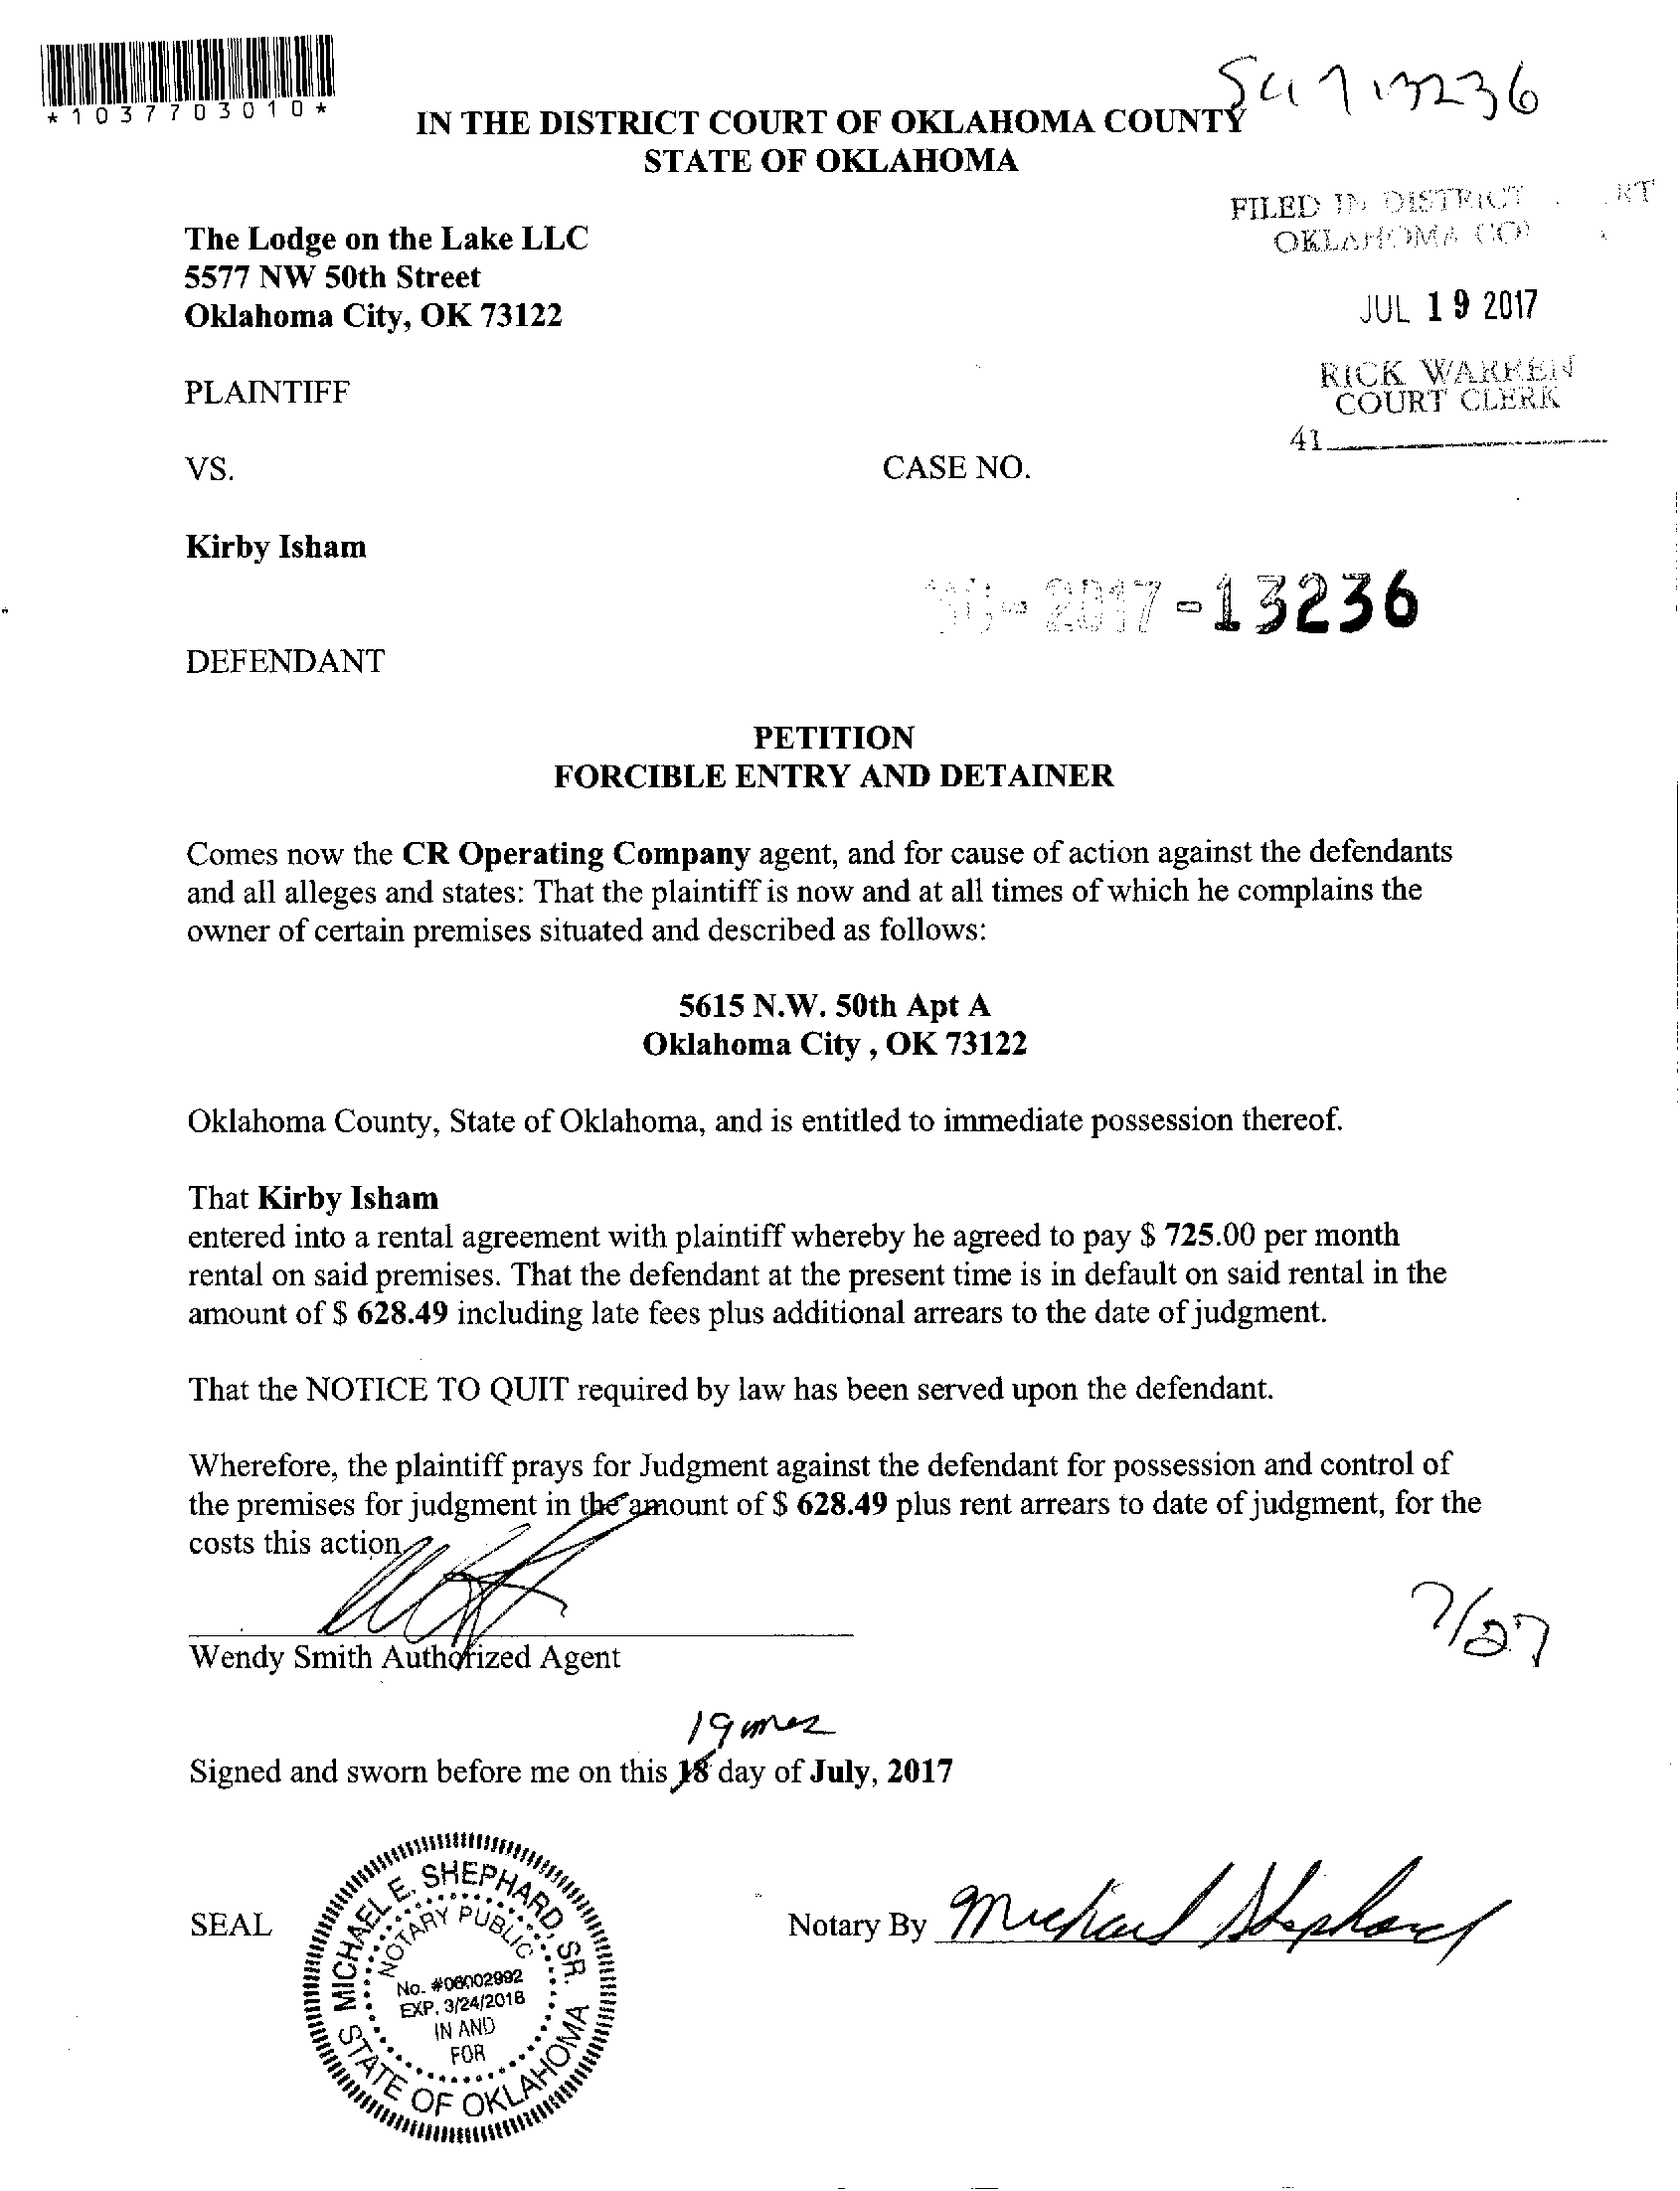 *1037703010*
IN THE DISTRICT COURT OF OKLAHOMA COUNTY
STATE OF OKLAHOMA
13236
FILED IN DISTRICT
OKLAHOMA
JUL 19 2017
RICK WARREN
COURT CLERK
41
The Lodge on the Lake LLC
5577 NW 50th Street
Oklahoma City, OK 73122
PLAINTIFF
VS.
CASE NO.
Kirby Isham
-2017-13236
DEFENDANT
PETITION
FORCIBLE ENTRY AND DETAINER
Comes now the CR Operating Company agent, and for cause of action against the defendants
and all alleges and states: That the plaintiff is now and at all times of which he complains the
owner of certain premises situated and described as follows:
5615 N.W. 50th Apt A
Oklahoma City , OK 73122
Oklahoma County, State of Oklahoma, and is entitled to immediate possession thereof.
That Kirby Isham
entered into a rental agreement with plaintiff whereby he agreed to pay $ 725.00 per month
rental on said premises. That the defendant at the present time is in default on said rental in the
amount of $ 628.49 including late fees plus additional arrears to the date of judgment.
That the NOTICE TO QUIT required by law has been served upon the defendant.
Wherefore, the plaintiff prays for Judgment against the defendant for possession and control of
the premises for judgment in the amount of $ 628.49 plus rent arrears to date of judgment, for the
costs this action.
7/27
Wendy Smith Authorized Agent
19 mes
Signed and sworn before me on this 18 day of July, 2017
SEAL
MICHAEL E. SHEPHARD, SR.
NOTARY PUBLIC
No. #06002992
EXP. 3/24/2018
IN AND
FOR
STATE OF OKLAHOMA
Notary By Michael Shephard